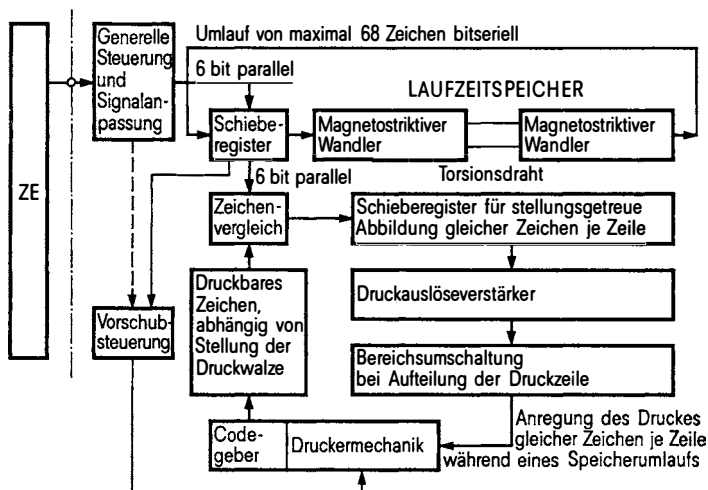 ZE
Generelle
Steuerung
und
Signalan-
passung
Umlauf von maximal 68 Zeichen bitseriell
6 bit parallel
LAUFZEITSPEICHER
Schiebe-
register
Magnetostriktiver
Wandler
Magnetostriktiver
Wandler
Torsionsdraht
6 bit parallel
Zeichen-
vergleich
Schieberegister für stellungsgetreue
Abbildung gleicher Zeichen je Zeile
Druckbares
Zeichen,
abhängig von
Stellung der
Druckwalze
Druckauslöseverstärker
Vorschub-
steuerung
Bereichsumschaltung
bei Aufteilung der Druckzeile
Code-
geber
Druckermechanik
Anregung des Druckes
gleicher Zeichen je Zeile
während eines Speicherumlaufs